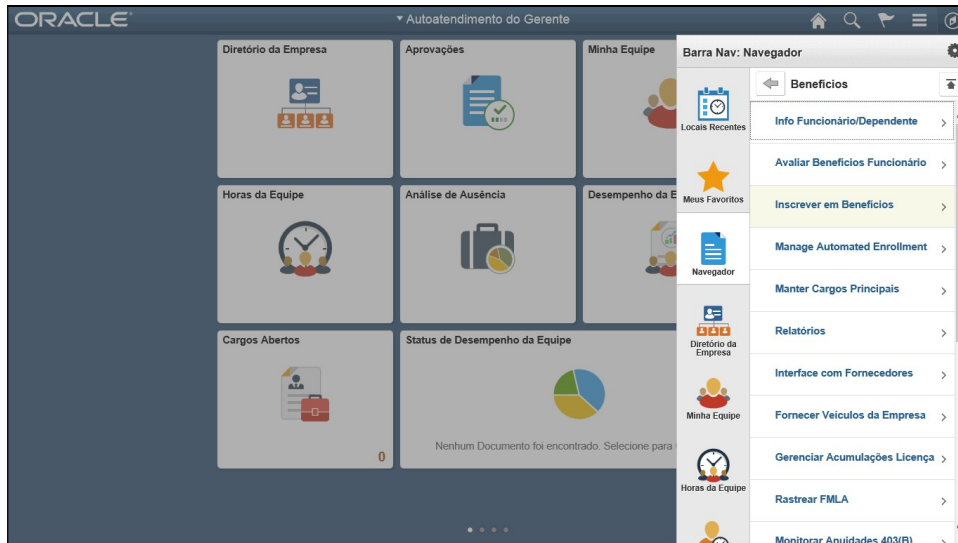 ORACLE
Autoatendimento do Gerente
Diretório da Empresa
Aprovações
Minha Equipe
Horas da Equipe
Análise de Ausência
Desempenho da E
Cargos Abertos
0
Status de Desempenho da Equipe
Nenhum Documento foi encontrado. Selecione para
Barra Nav: Navegador
Locais Recentes
Meus Favoritos
Navegador
Diretório da
Empresa
Minha Equipe
Horas da Equipe
Beneficios
Info Funcionário/Dependente
Avaliar Beneficios Funcionário
Inscrever em Beneficios
Manage Automated Enrollment
Manter Cargos Principais
Relatórios
Interface com Fornecedores
Fornecer Veiculos da Empresa
Gerenciar Acumulações Licença
Rastrear FMLA
Monitorar Anuidades 403(B)